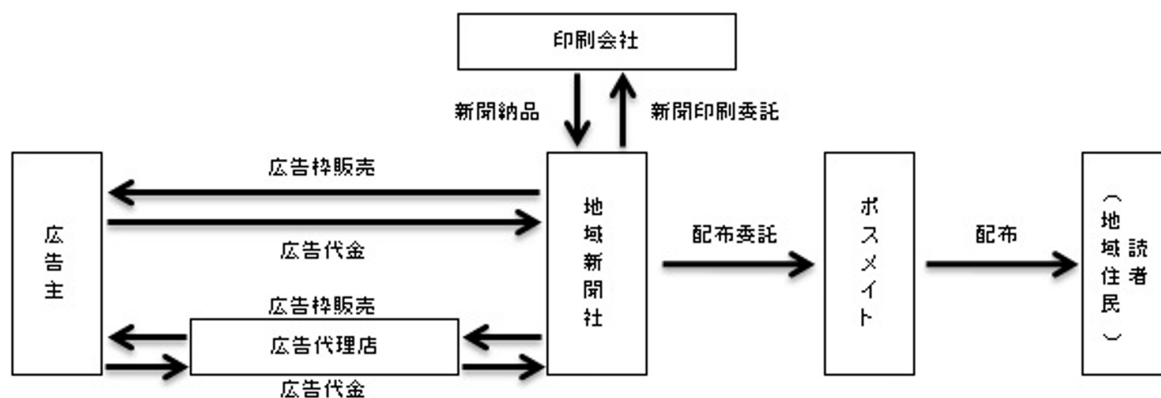 印刷会社
新聞納品
新聞印刷委託
広告枠販売
広告代金
広告主
地域新聞社
配布委託
ポスメイト
配布
読者
（地域住民）
広告枠販売
広告代理店
広告代金